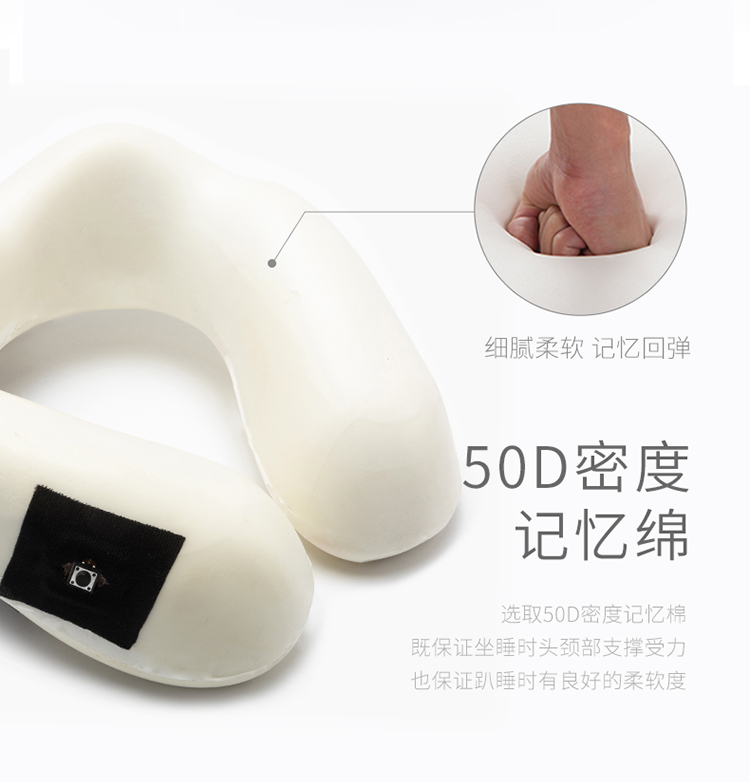 细腻柔软 记忆回弹
50D密度
记忆绵
选取50D密度记忆棉
既保证坐睡时头颈部支撑受力
也保证趴睡时有良好的柔软度